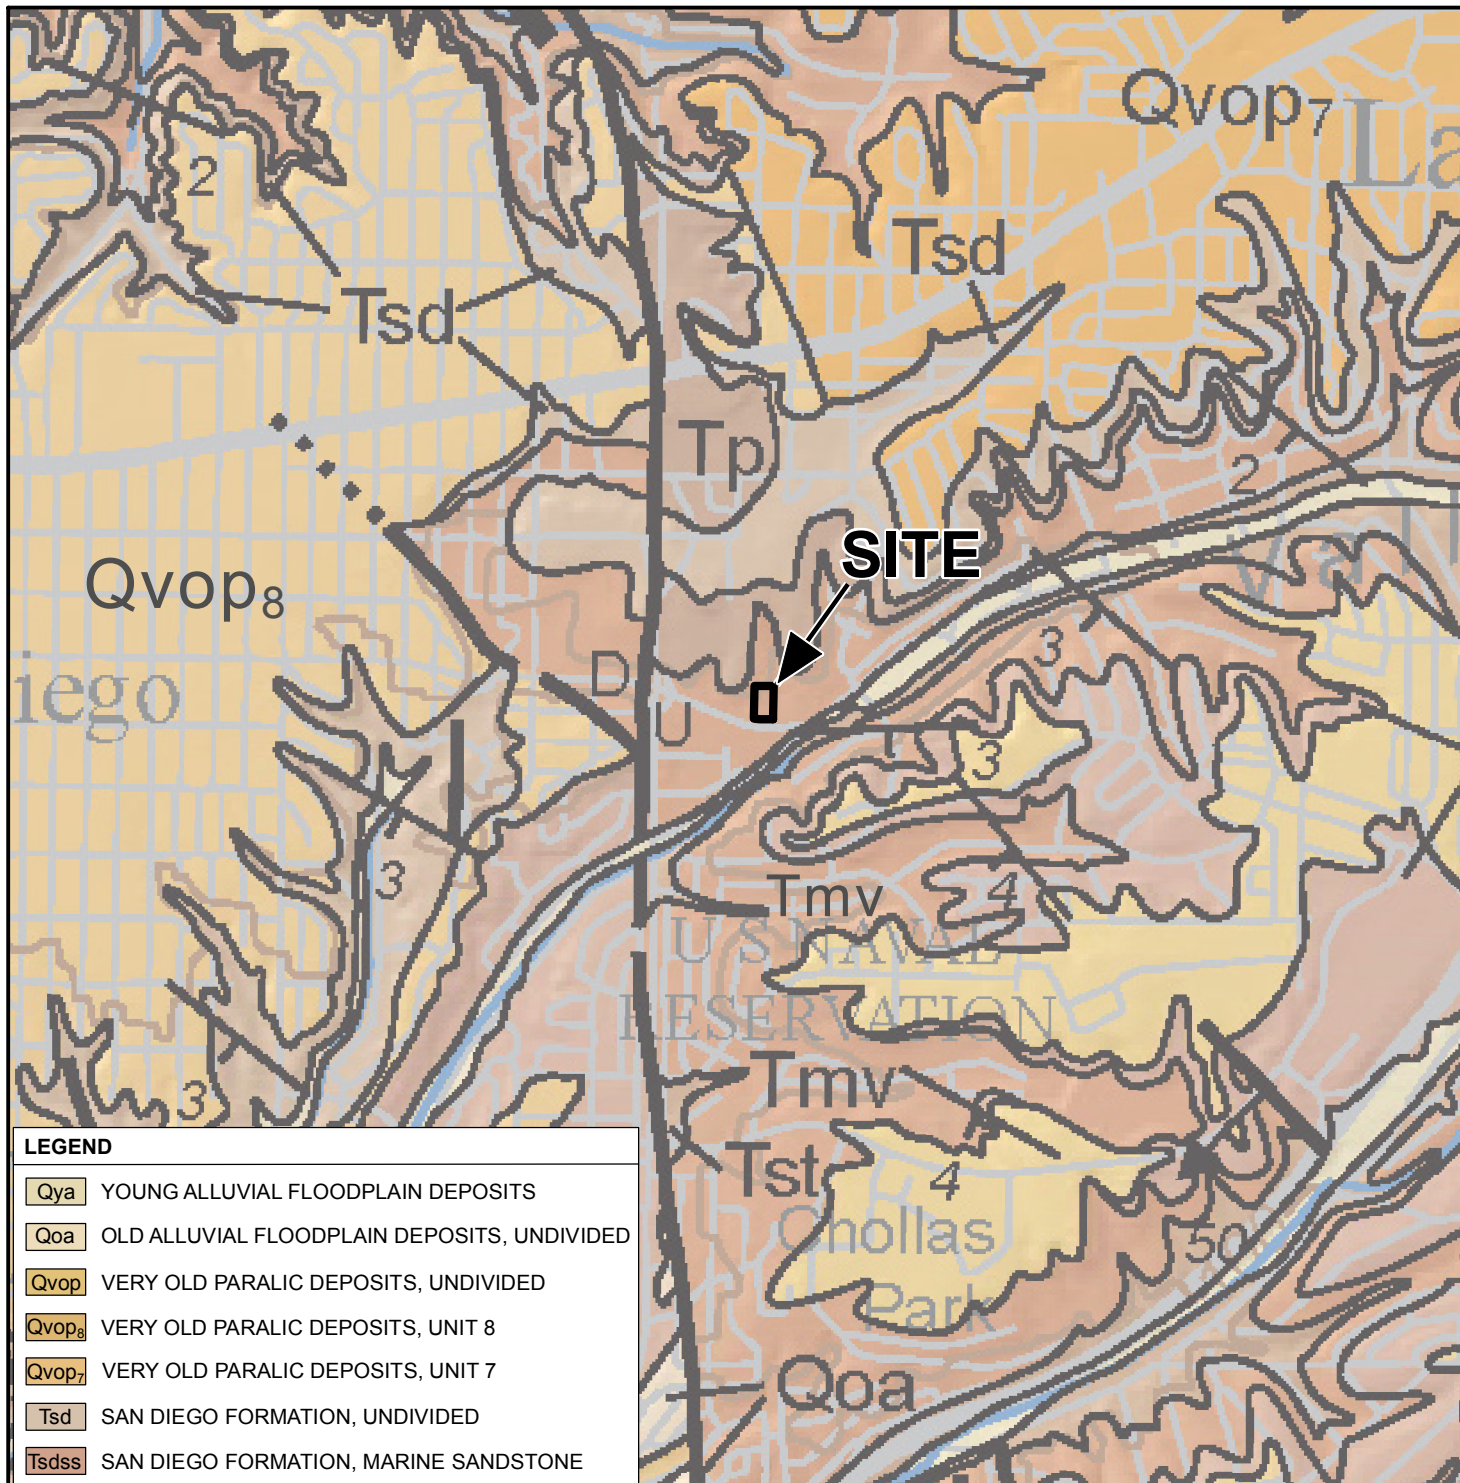 Qvop7
La
2
Tsd
Tsd
Tp
2
SITE
Qvop8
Vall
3
D
iego
U
3
3
Tmv
4
U S NAVAL
RESERVATION
Tmv
3
Tst
4
Chollas
50
Park
Qoa
LEGEND
Qya YOUNG ALLUVIAL FLOODPLAIN DEPOSITS
Qoa OLD ALLUVIAL FLOODPLAIN DEPOSITS, UNDIVIDED
Qvop VERY OLD PARALIC DEPOSITS, UNDIVIDED
Qvop8 VERY OLD PARALIC DEPOSITS, UNIT 8
Qvop7 VERY OLD PARALIC DEPOSITS, UNIT 7
Tsd SAN DIEGO FORMATION, UNDIVIDED
Tsdss SAN DIEGO FORMATION, MARINE SANDSTONE